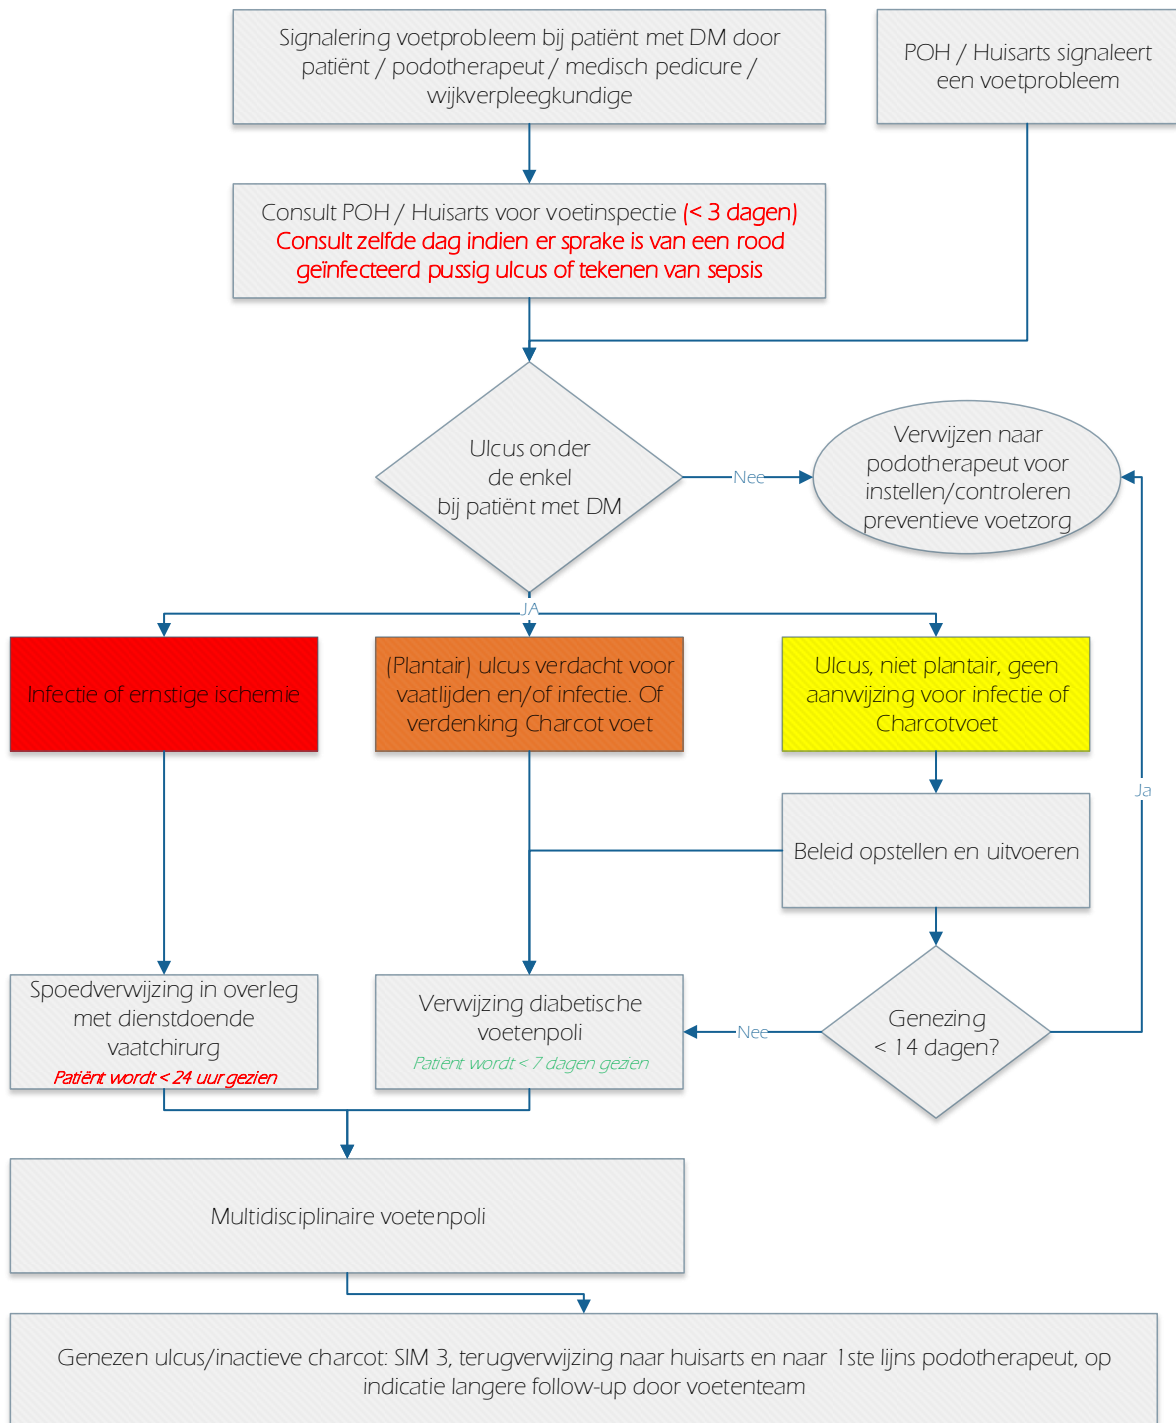 Signalering voetprobleem bij patiënt met DM door
patiënt / podotherapeut / medisch pedicure /
wijkverpleegkundige
POH / Huisarts signaleert
een voetprobleem
Consult POH / Huisarts voor voetinspectie (< 3 dagen)
Consult zelfde dag indien er sprake is van een rood
geïnfecteerd pussig ulcus of tekenen van sepsis
Ulcus onder
de enkel
bij patiënt met DM
Nee
Verwijzen naar
podotherapeut voor
instellen/controleren
preventieve voetzorg
JA
Infectie of ernstige ischemie
(Plantair) ulcus verdacht voor
vaatlijden en/of infectie. Of
verdenking Charcot voet
Ulcus, niet plantair, geen
aanwijzing voor infectie of
Charcotvoet
Ja
Beleid opstellen en uitvoeren
Spoedverwijzing in overleg
met dienstdoende
vaatchirurg
Patiënt wordt < 24 uur gezien
Verwijzing diabetische
voetenpoli
Patiënt wordt < 7 dagen gezien
Nee
Genezing
< 14 dagen?
Multidisciplinaire voetenpoli
Genezen ulcus/inactieve charcot: SIM 3, terugverwijzing naar huisarts en naar 1ste lijns podotherapeut, op
indicatie langere follow-up door voetenteam